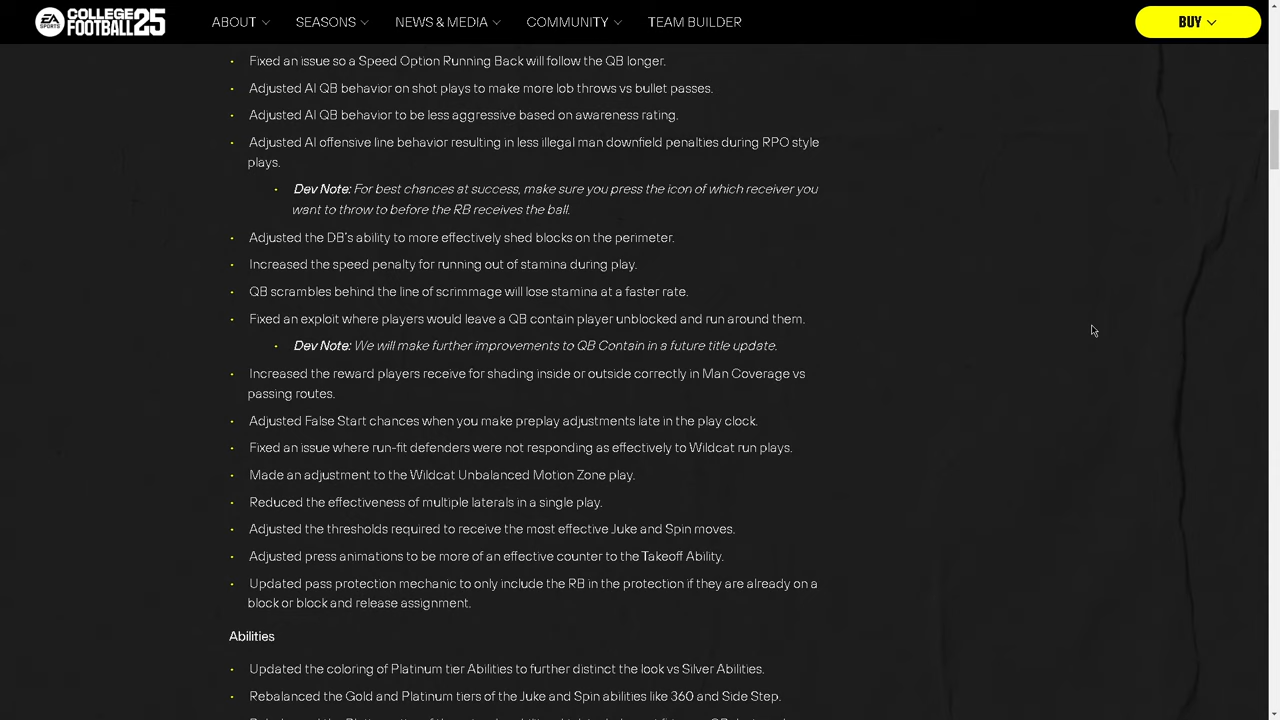 EA SPORTS COLLEGE FOOTBALL 25 ABOUT SEASONS NEWS & MEDIA COMMUNITY TEAM BUILDER BUY
• Fixed an issue so a Speed Option Running Back will follow the QB longer.
• Adjusted AI QB behavior on shot plays to make more lob throws vs bullet passes.
• Adjusted AI QB behavior to be less aggressive based on awareness rating.
• Adjusted AI offensive line behavior resulting in less illegal man downfield penalties during RPO style
plays.
• Dev Note: For best chances at success, make sure you press the icon of which receiver you
want to throw to before the RB receives the ball.
• Adjusted the DB's ability to more effectively shed blocks on the perimeter.
• Increased the speed penalty for running out of stamina during play.
• QB scrambles behind the line of scrimmage will lose stamina at a faster rate.
• Fixed an exploit where players would leave a QB contain player unblocked and run around them.
• Dev Note: We will make further improvements to QB Contain in a future title update.
• Increased the reward players receive for shading inside or outside correctly in Man Coverage vs
passing routes.
• Adjusted False Start chances when you make preplay adjustments late in the play clock.
• Fixed an issue where run-fit defenders were not responding as effectively to Wildcat run plays.
• Made an adjustment to the Wildcat Unbalanced Motion Zone play.
• Reduced the effectiveness of multiple laterals in a single play.
• Adjusted the thresholds required to receive the most effective Juke and Spin moves.
• Adjusted press animations to be more of an effective counter to the Takeoff Ability.
• Updated pass protection mechanic to only include the RB in the protection if they are already on a
block or block and release assignment.
Abilities
• Updated the coloring of Platinum tier Abilities to further distinct the look vs Silver Abilities.
• Rebalanced the Gold and Platinum tiers of the Juke and Spin abilities like 360 and Side Step.